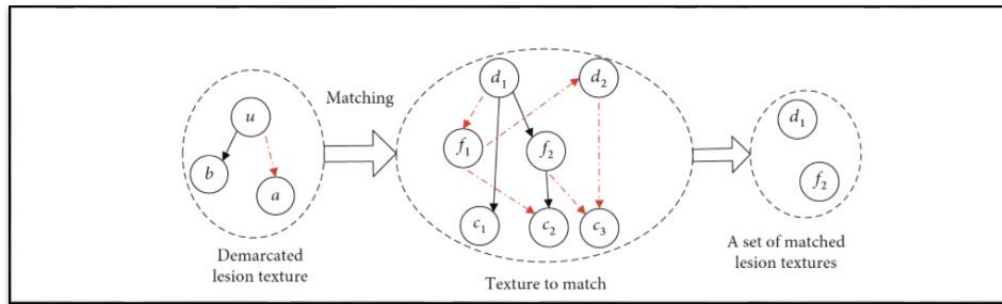 Matching
u
b
a
Demarcated
lesion texture
d1
d2
f1
f2
c1
c2
c3
Texture to match
d1
f2
A set of matched
lesion textures